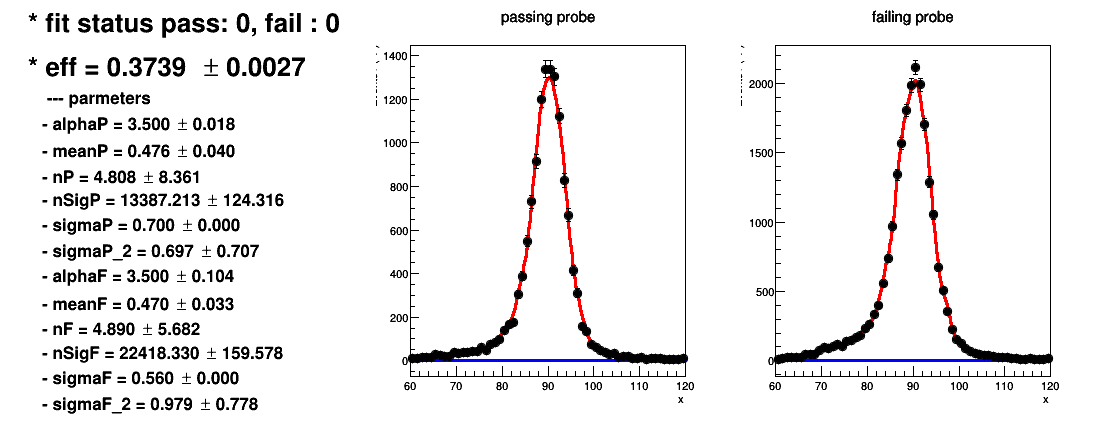 * fit status pass: 0, fail : 0
* eff = 0.3739 ± 0.0027
--- parmeters
- alphaP = 3.500 ± 0.018
- meanP = 0.476 ± 0.040
- nP = 4.808 ± 8.361
- nSigP = 13387.213 ± 124.316
- sigmaP = 0.700 ± 0.000
- sigmaP_2 = 0.697 ± 0.707
- alphaF = 3.500 ± 0.104
- meanF = 0.470 ± 0.033
- nF = 4.890 ± 5.682
- nSigF = 22418.330 ± 159.578
- sigmaF = 0.560 ± 0.000
- sigmaF_2 = 0.979 ± 0.778
passing probe
1400
1200
1000
800
600
400
200
0
60 70 80 90 100 110 120
x
failing probe
2000
1500
1000
500
0
60 70 80 90 100 110 120
x